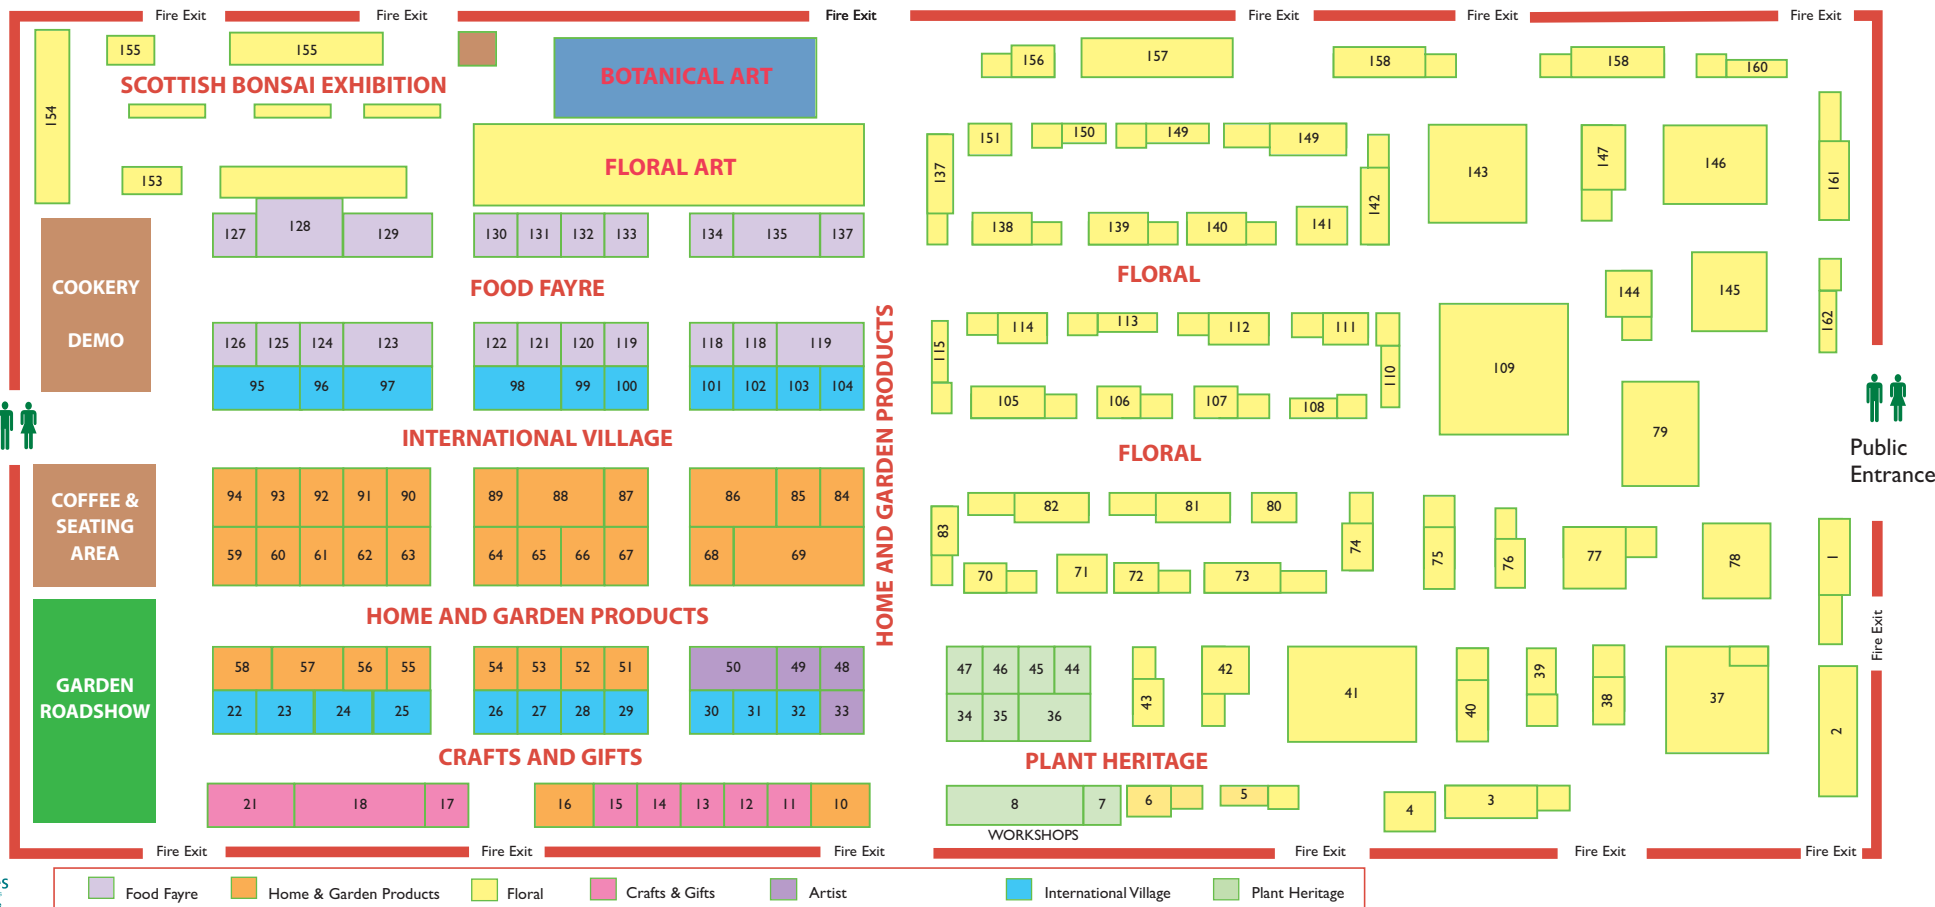 Fire Exit Fire Exit Fire Exit Fire Exit Fire Exit Fire Exit
155 155
SCOTTISH BONSAI EXHIBITION
154
153
BOTANICAL ART
FLORAL ART
156 157 158 158 160
151 150 149 149
137 142 143 147 146 161
138 139 140 141
127 128 129 130 131 132 133 134 135 137
COOKERY
DEMO
FOOD FAYRE
FLORAL
144 145 162
126 125 124 123 122 121 120 119 118 118 119
95 96 97 98 99 100 101 102 103 104
HOME AND GARDEN PRODUCTS
115 114 113 112 111 110 109
105 106 107 108
79
INTERNATIONAL VILLAGE
FLORAL
Public
Entrance
COFFEE &
SEATING
AREA
94 93 92 91 90 89 88 87 86 85 84
59 60 61 62 63 64 65 66 67 68 69
83 82 81 80 74 75 76 77 78 1
70 71 72 73
HOME AND GARDEN PRODUCTS
Fire Exit
GARDEN
ROADSHOW
58 57 56 55 54 53 52 51 50 49 48
22 23 24 25 26 27 28 29 30 31 32 33
47 46 45 44
34 35 36
43 42 41 40 39 38 37 2
CRAFTS AND GIFTS
PLANT HERITAGE
21 18 17 16 15 14 13 12 11 10
8 7 6 5 4 3
WORKSHOPS
Fire Exit Fire Exit Fire Exit Fire Exit Fire Exit Fire Exit
Food Fayre Home & Garden Products Floral Crafts & Gifts Artist International Village Plant Heritage